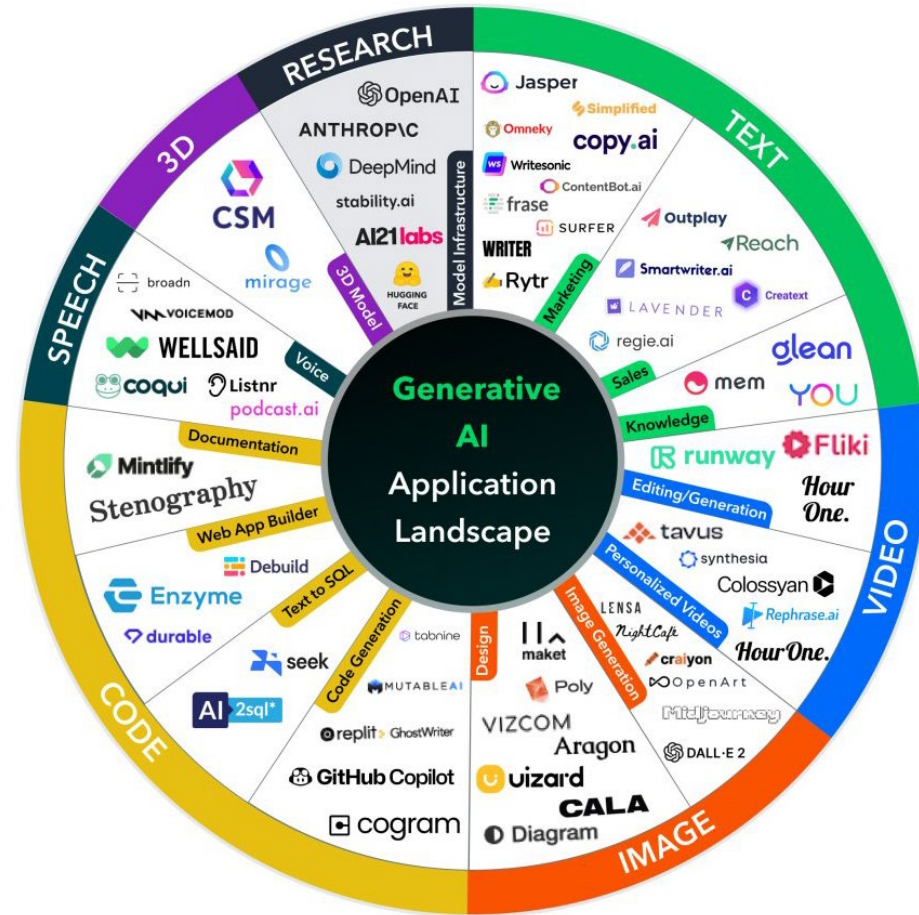 RESEARCH
OpenAI
ANTHROP\C
DeepMind
stability.ai
AI21labs
HUGGING
FACE
Model Infrastructure
TEXT
Jasper
Simplified
Omneky
copy.ai
WS
Writesonic
ContentBot.ai
frase
SURFER
WRITER
Rytr
Marketing
Outplay
Reach
Smartwriter.ai
C
Creatext
LAVENDER
regie.ai
Sales
glean
mem
YOU
Knowledge
VIDEO
runway
Fliki
Hour
One.
Editing/Generation
tavus
synthesia
Colossyan
Rephrase.ai
HourOne.
Personalized Videos
IMAGE
LENSA
NightCafé
craiyon
OpenArt
Midjourney
DALL·E 2
Image Generation
maket
Poly
VIZCOM
Aragon
uizard
CALA
Diagram
Design
CODE
tabnine
MUTABLEAI
replit GhostWriter
GitHub Copilot
cogram
Code Generation
seek
AI 2sql*
Text to SQL
Debuild
Enzyme
durable
Web App Builder
Mintlify
Stenography
Documentation
SPEECH
broadn
VOICEMOD
WELLSAID
coqui
Listnr
podcast.ai
Voice
3D
CSM
mirage
3D Model
Generative
AI
Application
Landscape